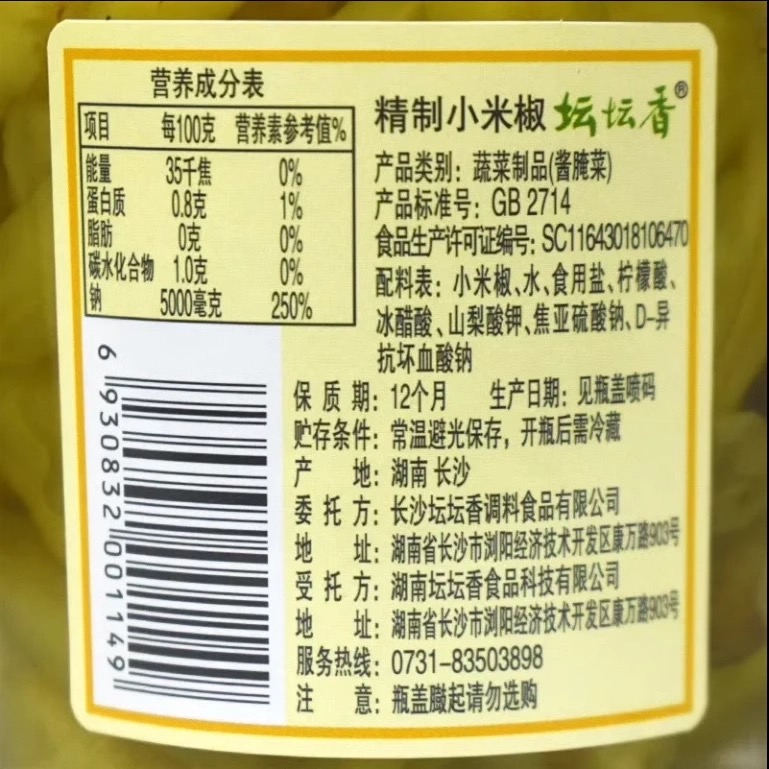 营养成分表
项目 每100克 营养素参考值%
能量 35千焦 0%
蛋白质 0.8克 1%
脂肪 0克 0%
碳水化合物 1.0克 0%
钠 5000毫克 250%
6 930832 001149
精制小米椒 坛坛香®
产品类别：蔬菜制品(酱腌菜)
产品标准号：GB 2714
食品生产许可证编号：SC11643018106470
配料表：小米椒、水、食用盐、柠檬酸、
冰醋酸、山梨酸钾、焦亚硫酸钠、D-异
抗坏血酸钠
保质期：12个月 生产日期：见瓶盖喷码
贮存条件：常温避光保存，开瓶后需冷藏
产地：湖南 长沙
委托方：长沙坛坛香调料食品有限公司
地址：湖南省长沙市浏阳经济技术开发区康万路903号
受托方：湖南坛坛香食品科技有限公司
地址：湖南省长沙市浏阳经济技术开发区康万路903号
服务热线：0731-83503898
注意：瓶盖臌起请勿选购